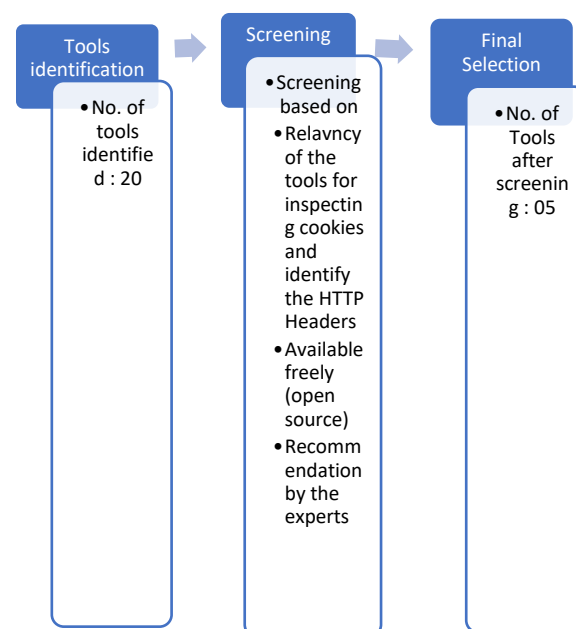 Tools
identification
• No. of
tools
identifie
d : 20
Screening
• Screening
based on
• Relavncy
of the
tools for
inspectin
g cookies
and
identify
the HTTP
Headers
• Available
freely
(open
source)
• Recomm
endation
by the
experts
Final
Selection
• No. of
Tools
after
screenin
g : 05